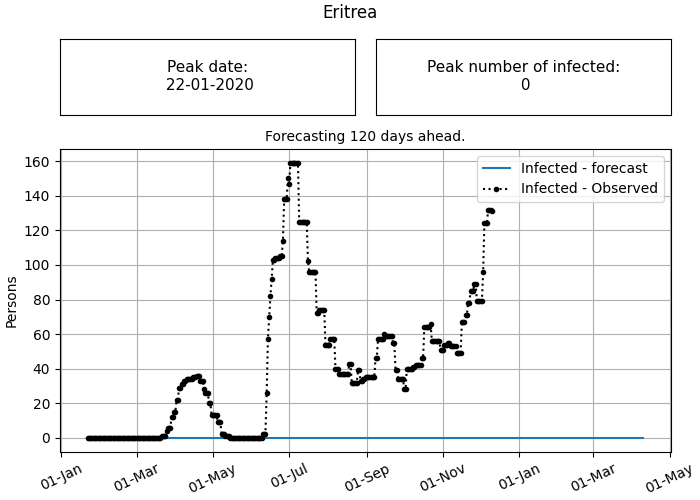 Eritrea
Peak date:
22-01-2020
Peak number of infected:
0
Forecasting 120 days ahead.
Infected - forecast
Infected - Observed
Persons
160
140
120
100
80
60
40
20
0
01-Jan
01-Mar
01-May
01-Jul
01-Sep
01-Nov
01-Jan
01-Mar
01-May